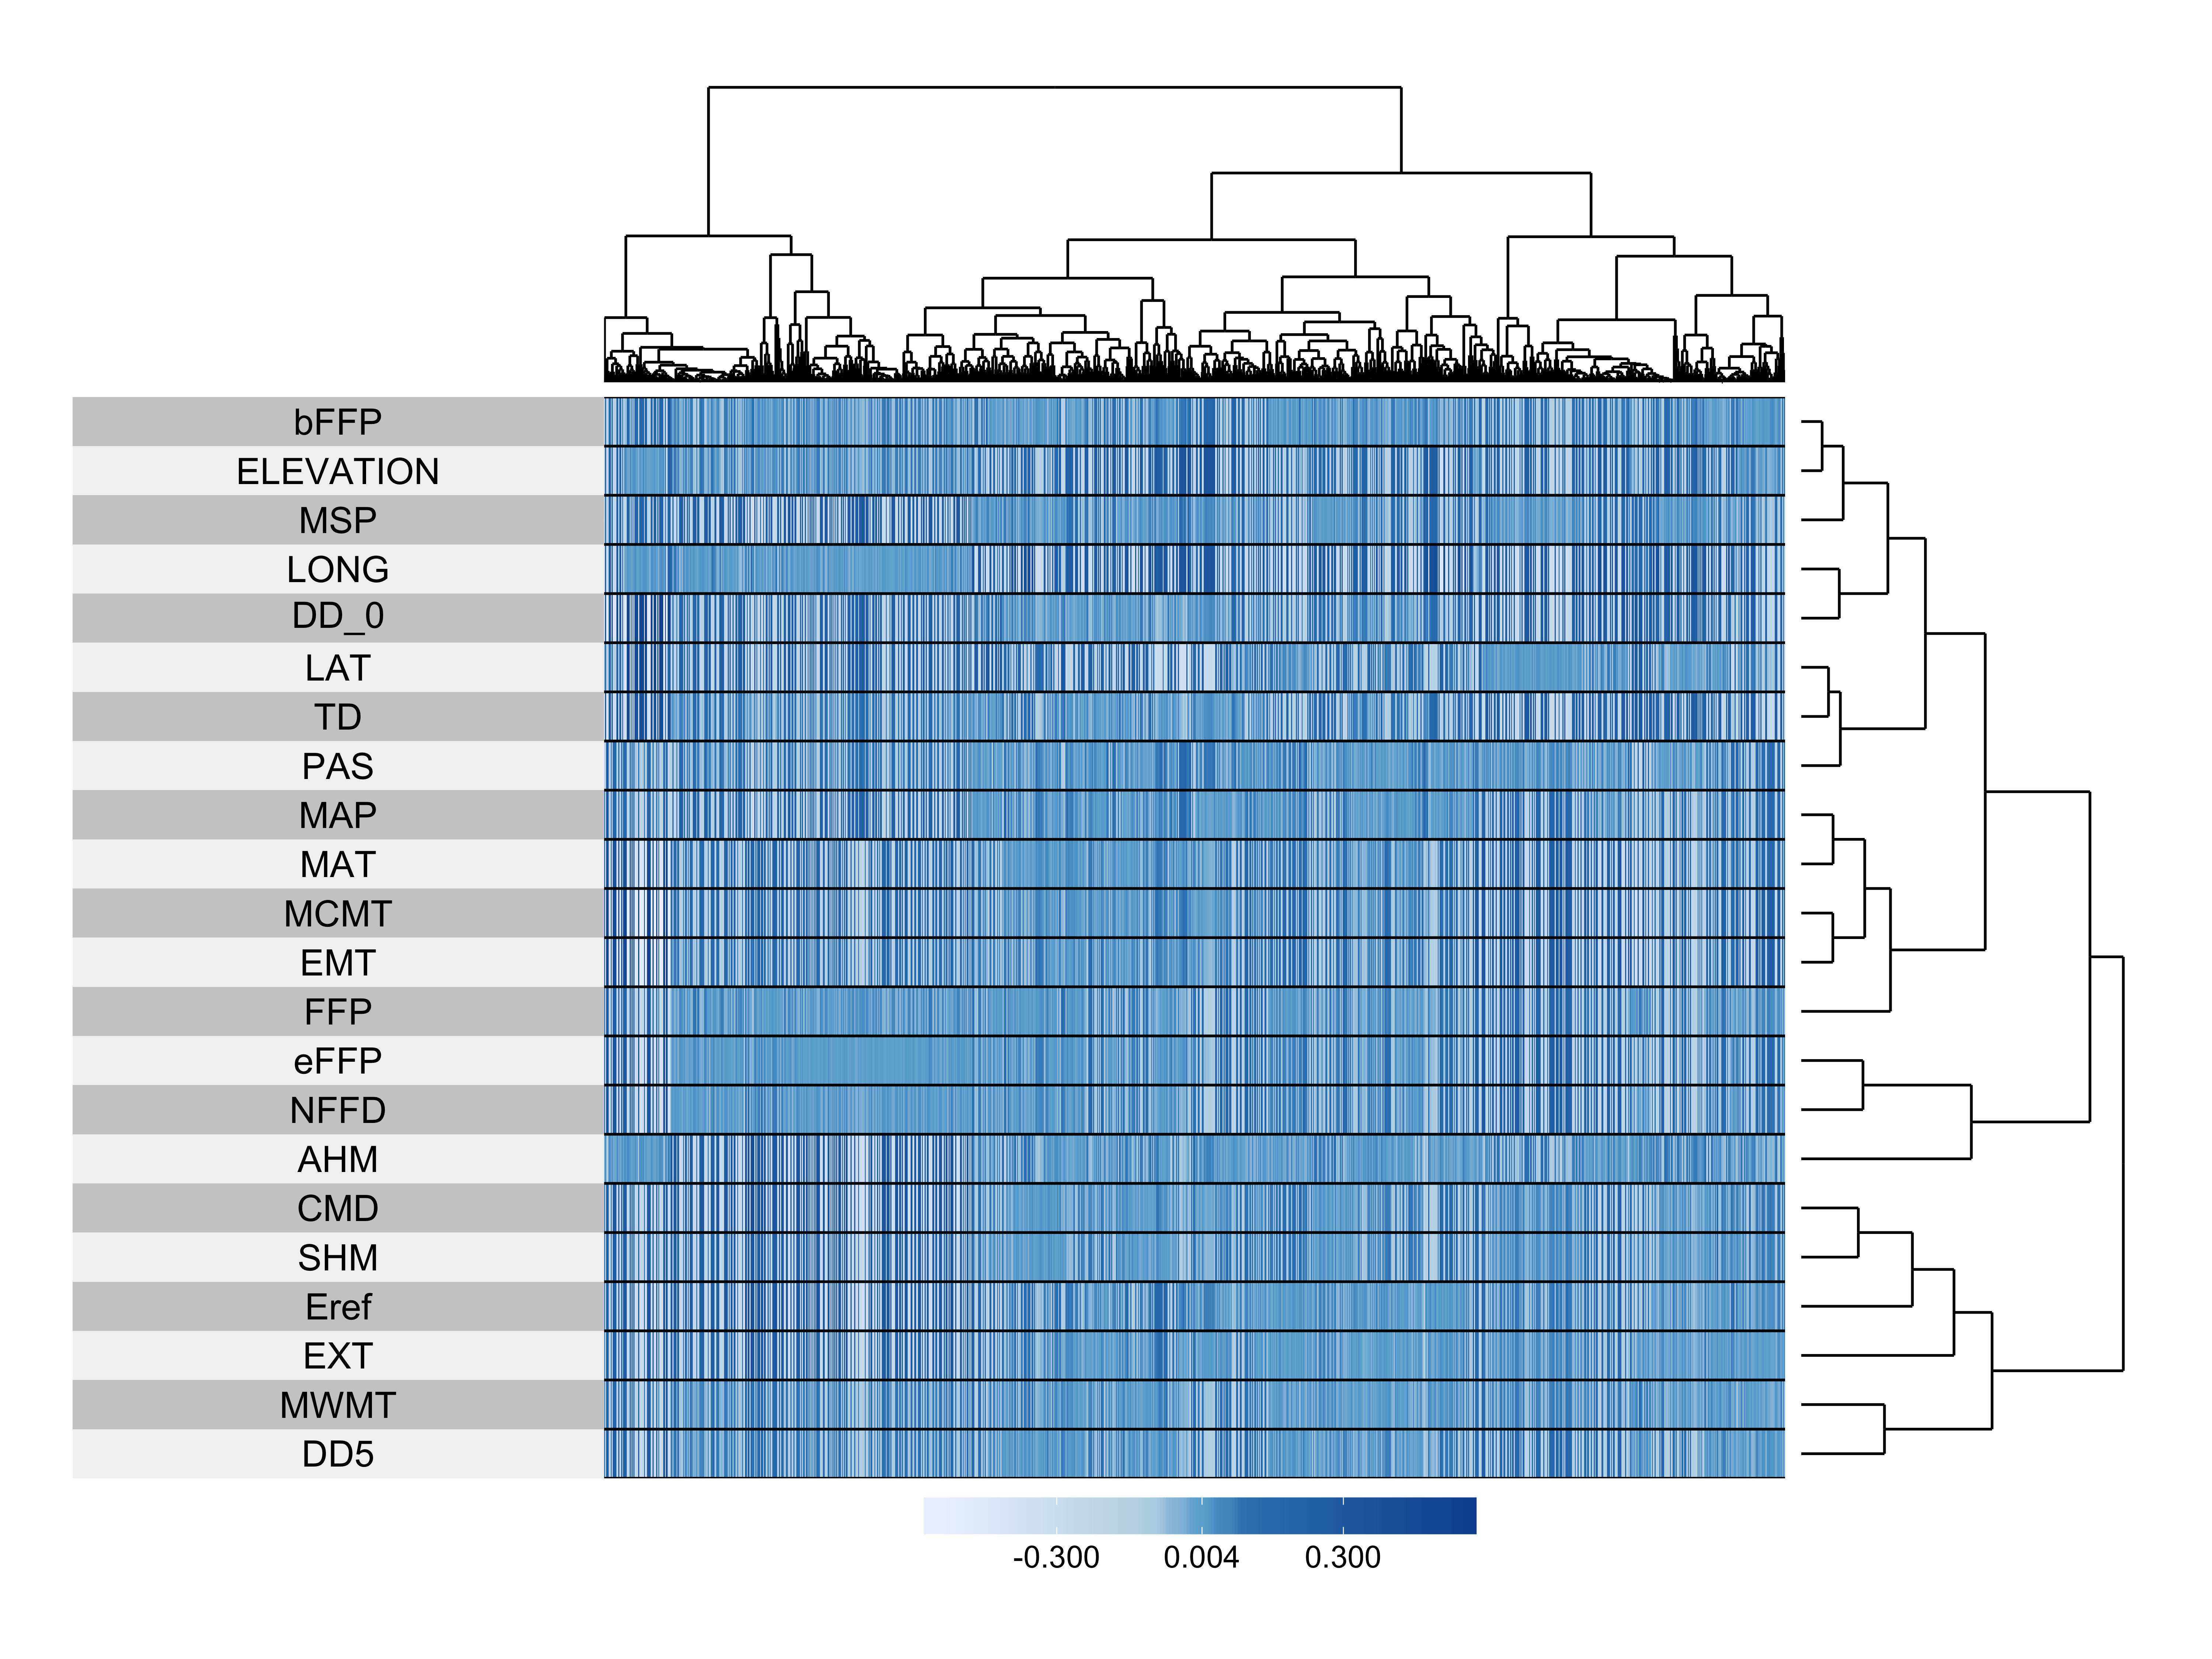 bFFP
ELEVATION
MSP
LONG
DD_0
LAT
TD
PAS
MAP
MAT
MCMT
EMT
FFP
eFFP
NFFD
AHM
CMD
SHM
Eref
EXT
MWMT
DD5
-0.300 0.004 0.300